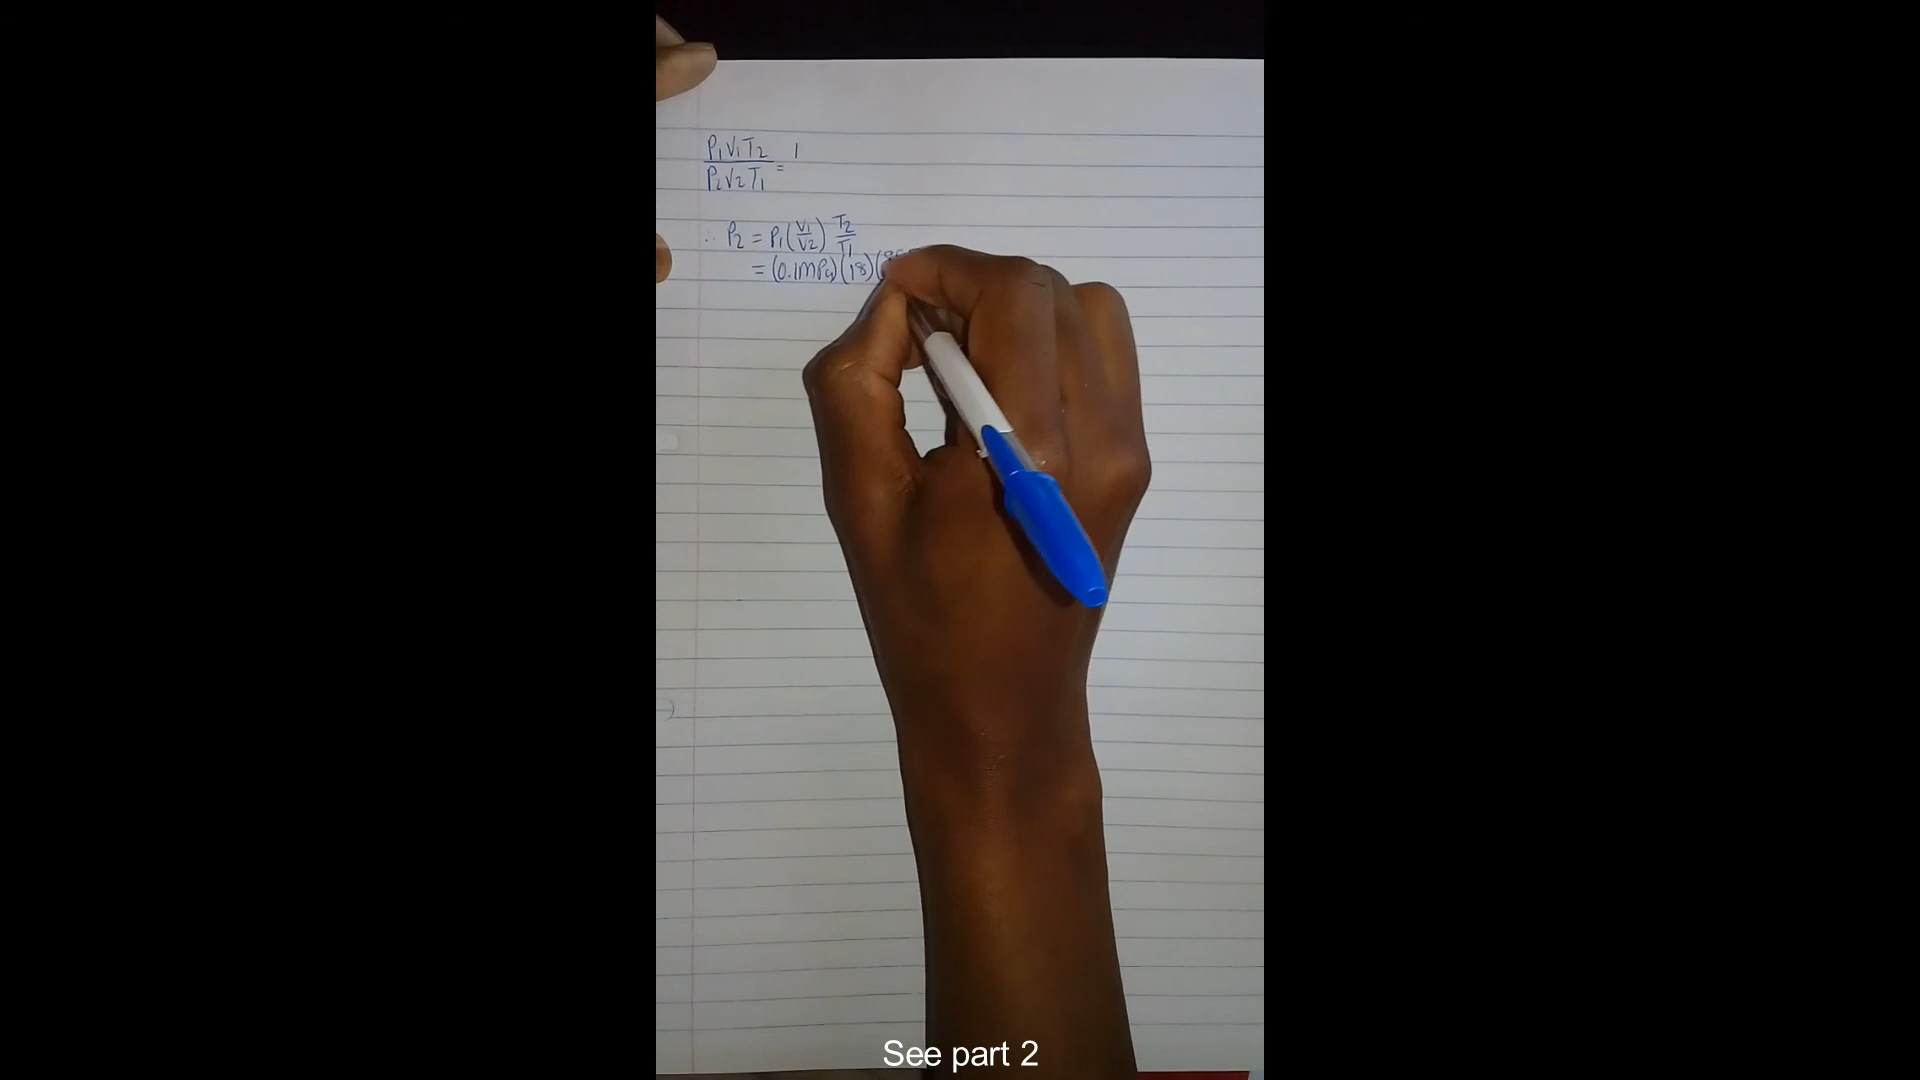 P₁V₁T₂ / P₂V₂T₁ = 1
∴ P₂ = P₁(V₁/V₂) T₂/T₁
= (0.1MPa)(18)(
See part 2